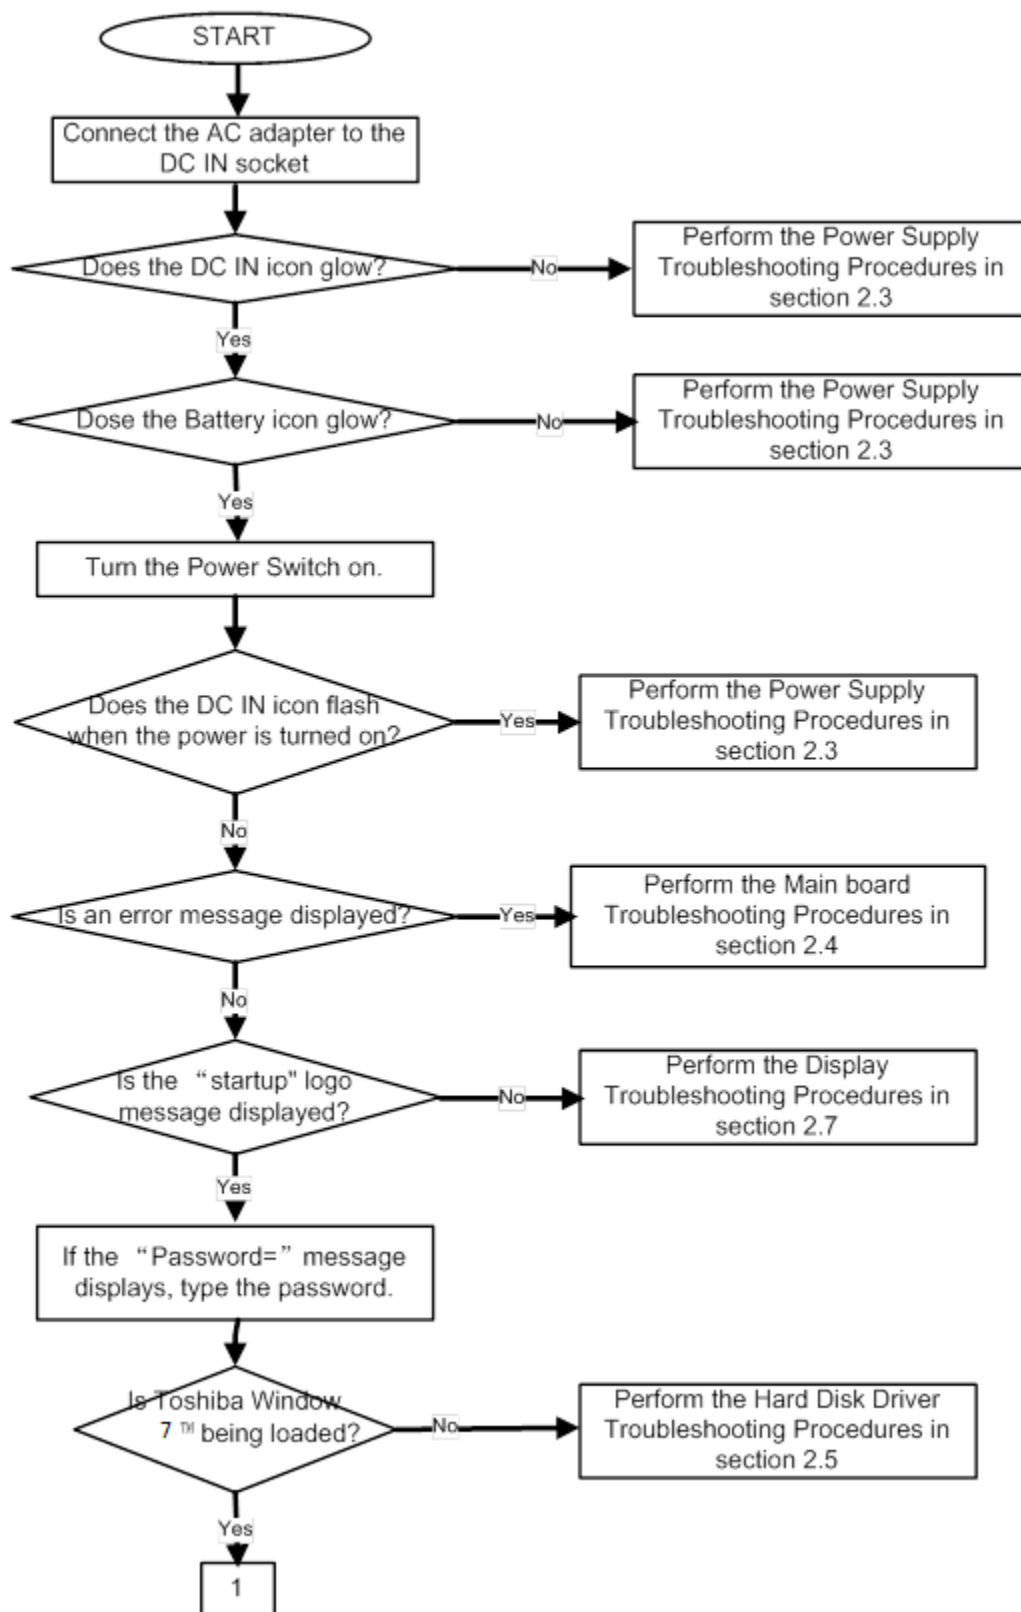 START
Connect the AC adapter to the
DC IN socket
Does the DC IN icon glow?
No
Perform the Power Supply
Troubleshooting Procedures in
section 2.3
Yes
Dose the Battery icon glow?
No
Perform the Power Supply
Troubleshooting Procedures in
section 2.3
Yes
Turn the Power Switch on.
Does the DC IN icon flash
when the power is turned on?
Yes
Perform the Power Supply
Troubleshooting Procedures in
section 2.3
No
Is an error message displayed?
Yes
Perform the Main board
Troubleshooting Procedures in
section 2.4
No
Is the “startup" logo
message displayed?
No
Perform the Display
Troubleshooting Procedures in
section 2.7
Yes
If the “Password=” message
displays, type the password.
Is Toshiba Window
7 ™ being loaded?
No
Perform the Hard Disk Driver
Troubleshooting Procedures in
section 2.5
Yes
1